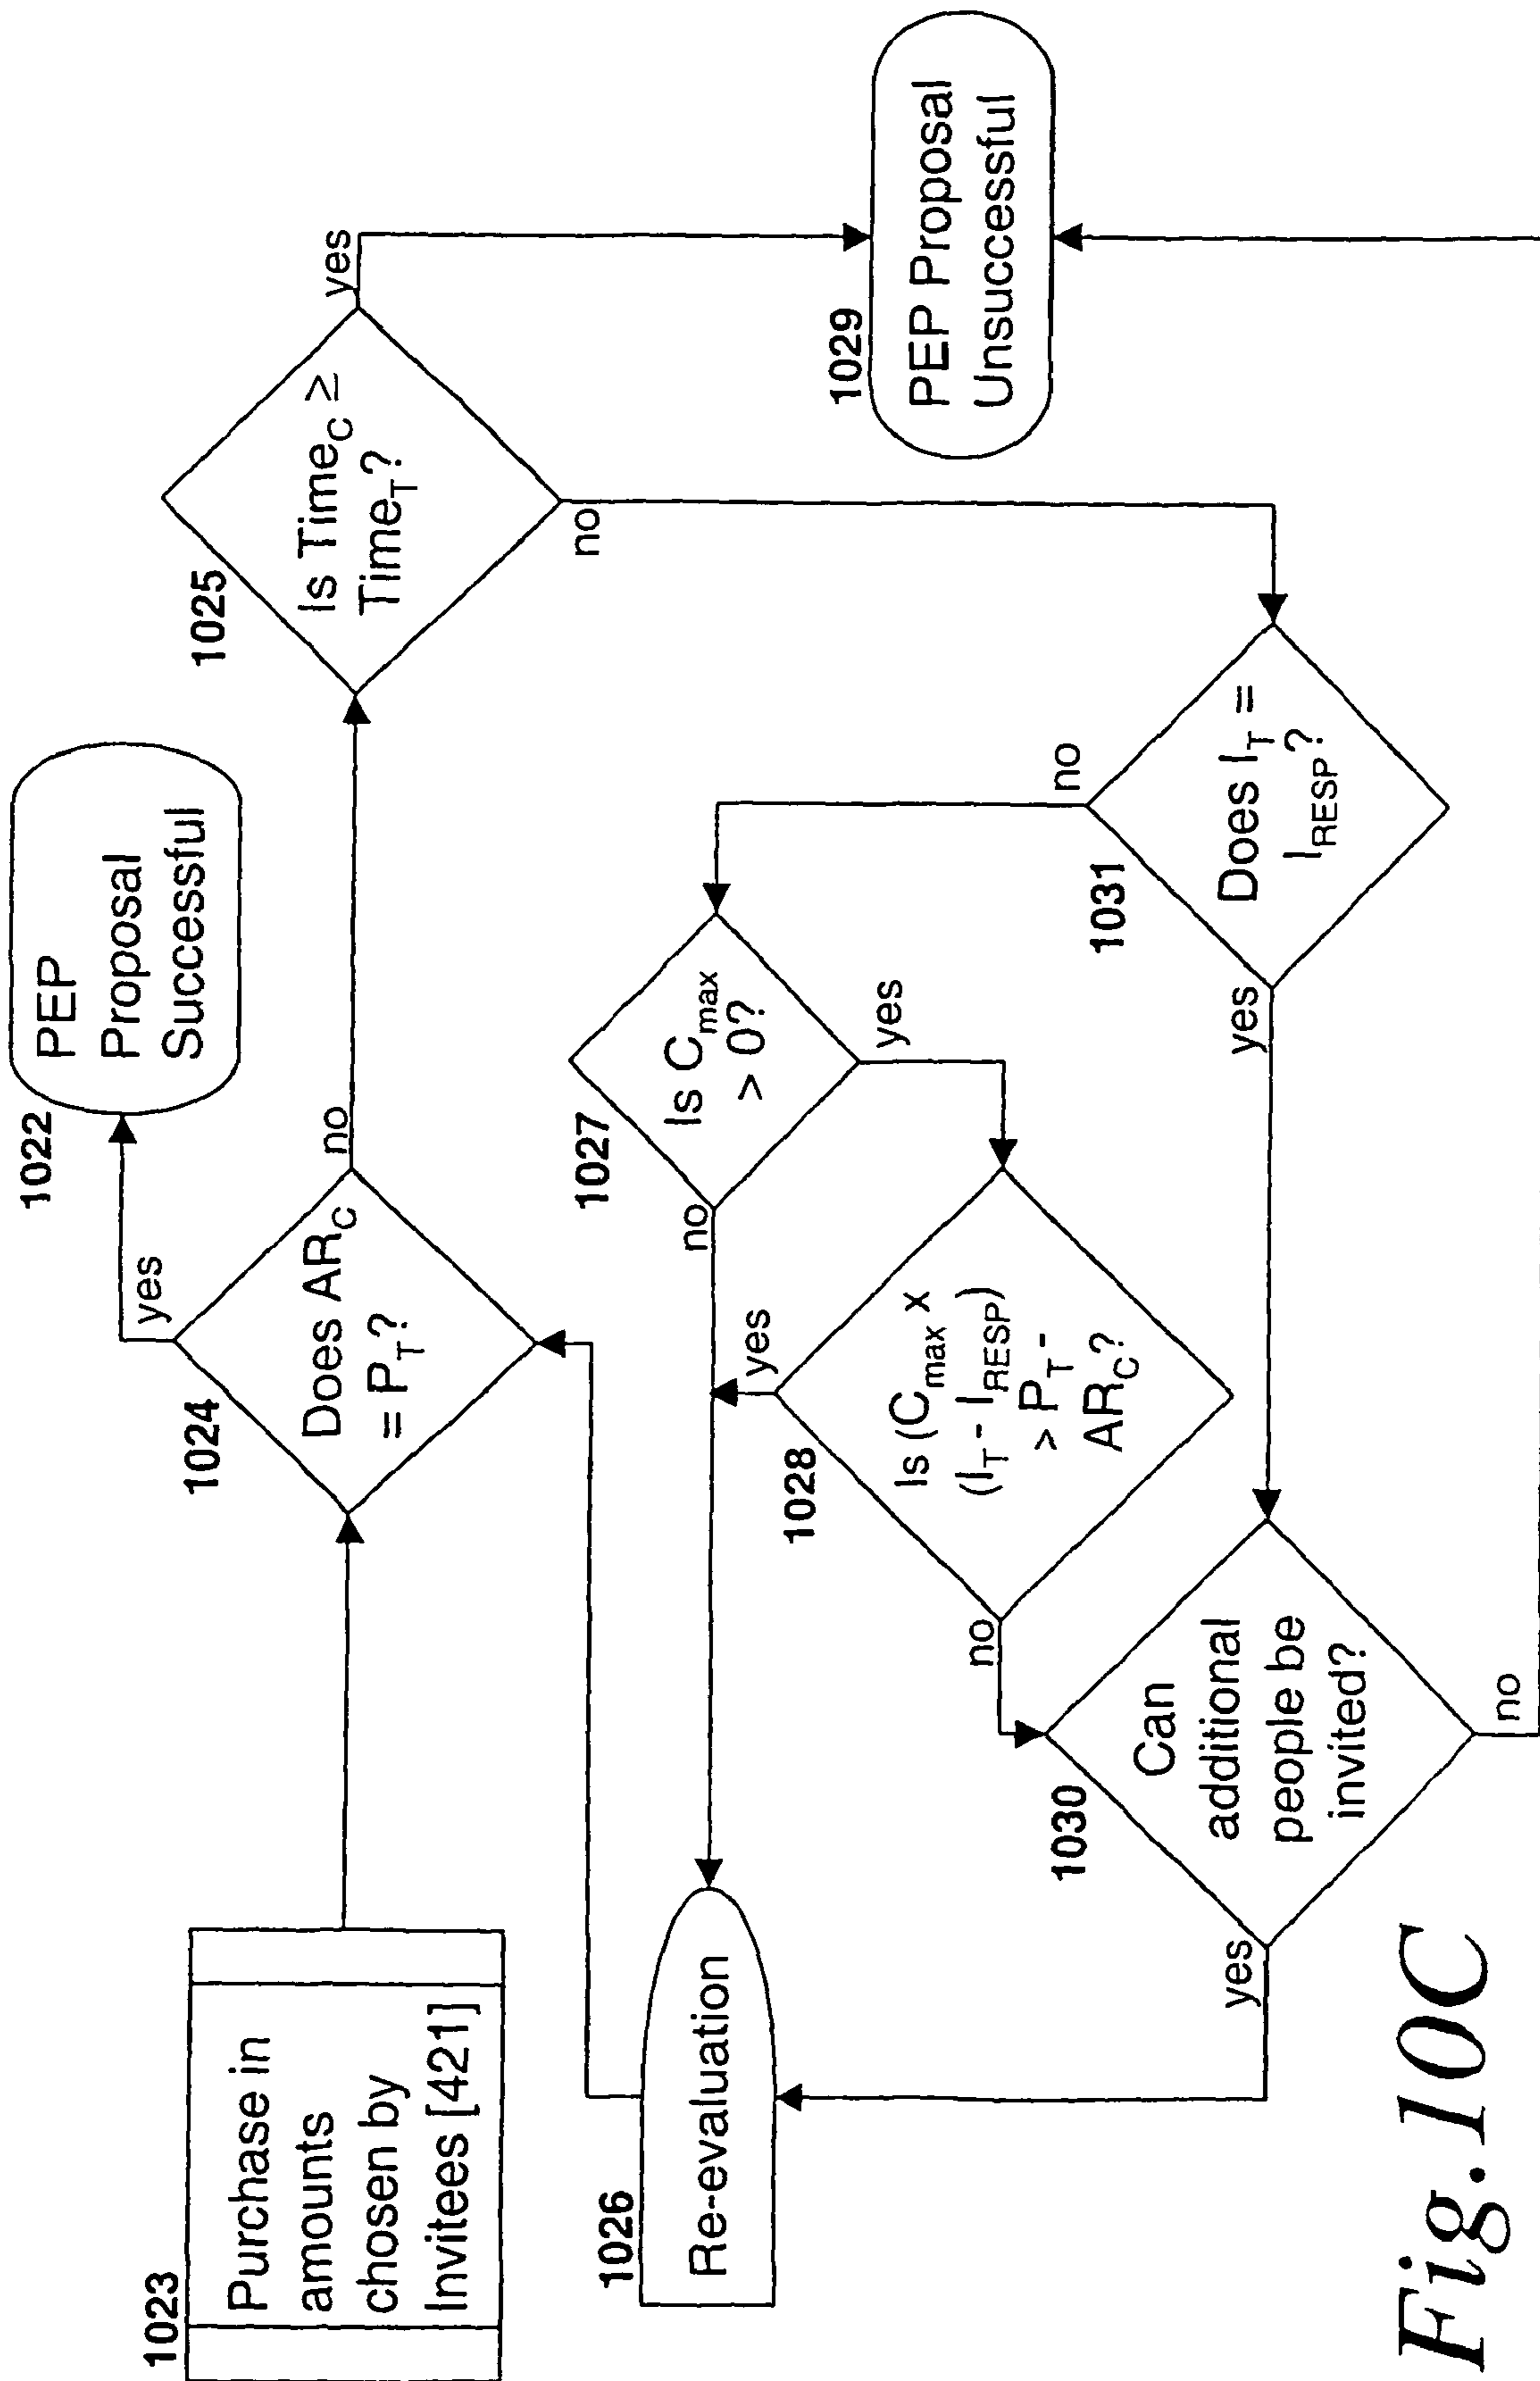 1022
PEP
Proposal
Successful
1023
Purchase in
amounts
chosen by
Invitees [421]
1024
Does AR_C
= P_T?
yes
no
1025
Is Time_C ≥
Time_T?
yes
no
1026
Re-evaluation
1027
Is C_max
> 0?
no
yes
1029
PEP Proposal
Unsuccessful
1028
Is (C_max x
(I_T - I_RESP)
> P_T -
AR_C?
yes
no
1031
Does I_T =
I_RESP?
no
yes
1030
Can
additional
people be
invited?
yes
no
Fig. 10C